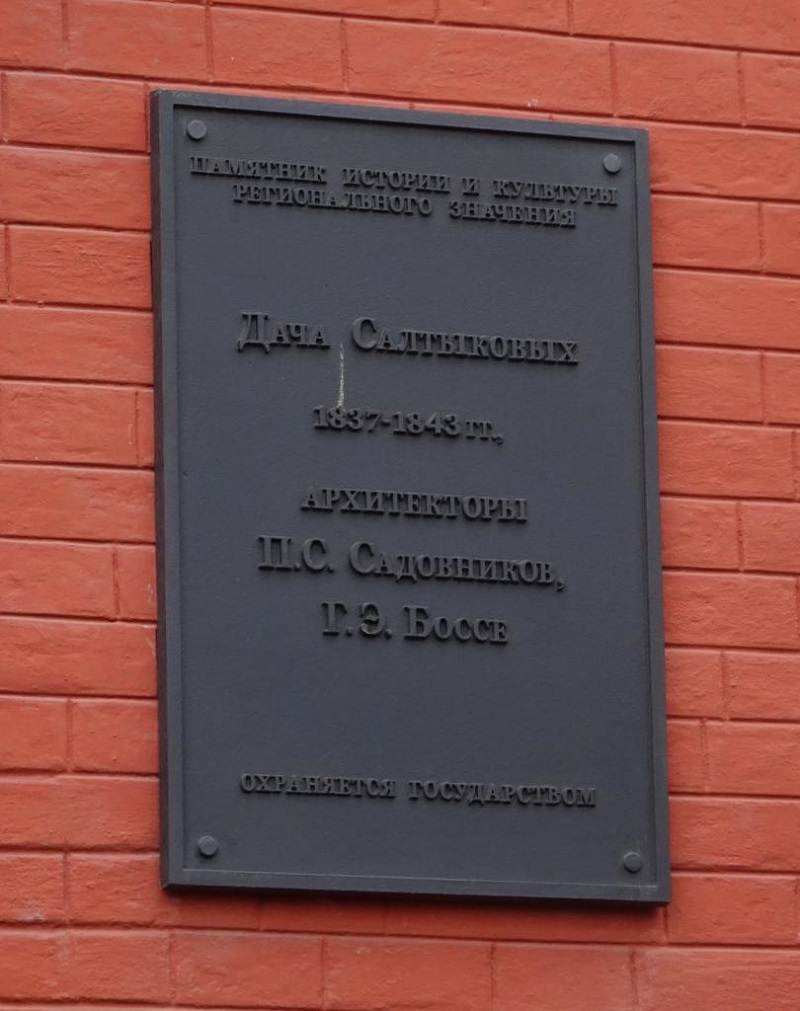 ПАМЯТНИК ИСТОРИИ И КУЛЬТУРЫ
РЕГИОНАЛЬНОГО ЗНАЧЕНИЯ
ДАЧА САЛТЫКОВЫХ
1837-1843 гг.,
АРХИТЕКТОРЫ
П.С. САДОВНИКОВ,
Г.Э. БОССЕ
ОХРАНЯЕТСЯ ГОСУДАРСТВОМ